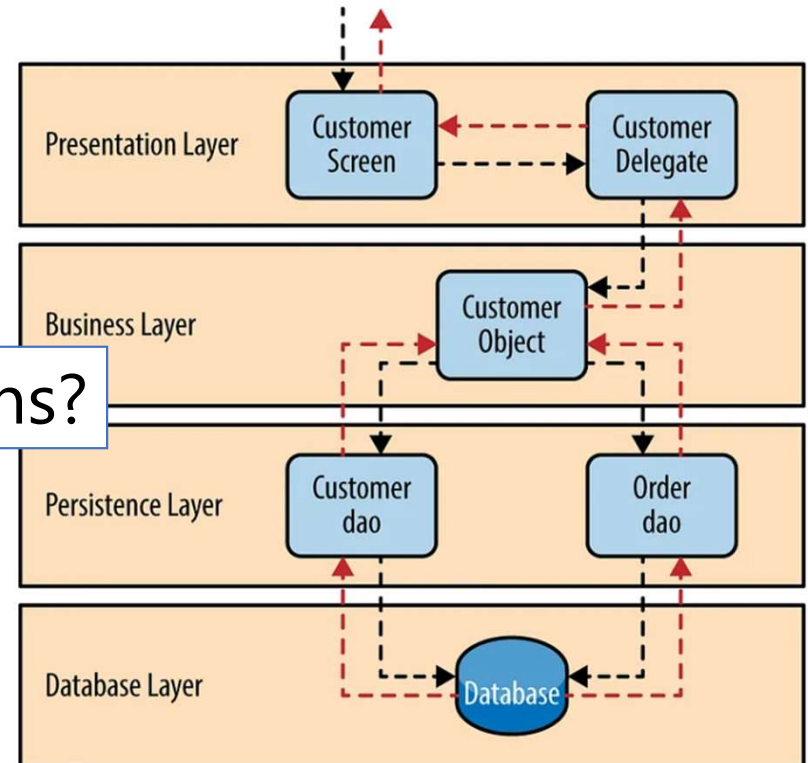 Presentation Layer
Customer
Screen
Customer
Delegate
Business Layer
Customer
Object
ns?
Persistence Layer
Customer
dao
Order
dao
Database Layer
Database